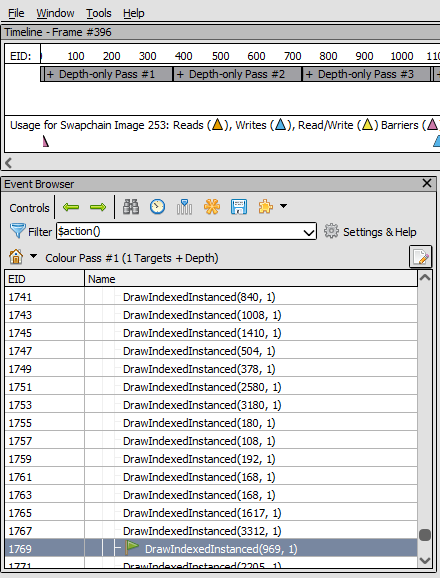 File Window Tools Help
Timeline - Frame #396
EID: 0 100 200 300 400 500 600 700 800 900 1000 110
+ Depth-only Pass #1 + Depth-only Pass #2 + Depth-only Pass #3 +
Usage for Swapchain Image 253: Reads ( ), Writes ( ), Read/Write ( ) Barriers ( )
Event Browser
Controls
Filter $action() Settings & Help
Colour Pass #1 (1 Targets + Depth)
EID Name
1741 DrawIndexedInstanced(840, 1)
1743 DrawIndexedInstanced(1008, 1)
1745 DrawIndexedInstanced(1410, 1)
1747 DrawIndexedInstanced(504, 1)
1749 DrawIndexedInstanced(378, 1)
1751 DrawIndexedInstanced(2580, 1)
1753 DrawIndexedInstanced(3180, 1)
1755 DrawIndexedInstanced(180, 1)
1757 DrawIndexedInstanced(108, 1)
1759 DrawIndexedInstanced(192, 1)
1761 DrawIndexedInstanced(168, 1)
1763 DrawIndexedInstanced(168, 1)
1765 DrawIndexedInstanced(1617, 1)
1767 DrawIndexedInstanced(3312, 1)
1769 DrawIndexedInstanced(969, 1)
1771 DrawIndexedInstanced(2205, 1)